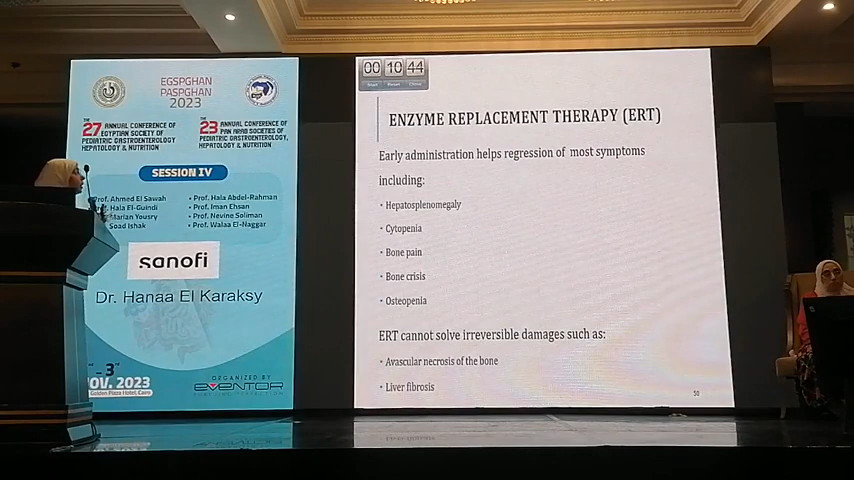 EGSPGHAN
PASPGHAN
2023
THE
27 ANNUAL CONFERENCE OF
EGYPTIAN SOCIETY OF
PEDIATRIC GASTROENTEROLOGY
HEPATOLOGY & NUTRITION
THE
23 ANNUAL CONFERENCE OF
PAN ARAB SOCIETIES OF
PEDIATRIC GASTROENTEROLOGY,
HEPATOLOGY & NUTRITION
SESSION IV
Prof. Ahmed El Sawah
Hala El-Guindi
Marian Yousry
Soad Ishak
• Prof. Hala Abdel-Rahman
• Prof. Iman Ehsan
• Prof. Nevine Soliman
• Prof. Walaa El-Naggar
sanofi
Dr. Hanaa El Karaksy
- 3rd
NOV. 2023
Golden Plaza Hotel, Cairo
ORGANIZED BY
EVENTOR
00 10 44
ENZYME REPLACEMENT THERAPY (ERT)
Early administration helps regression of most symptoms
including:
• Hepatosplenomegaly
• Cytopenia
• Bone pain
• Bone crisis
• Osteopenia
ERT cannot solve irreversible damages such as:
• Avascular necrosis of the bone
• Liver fibrosis
50